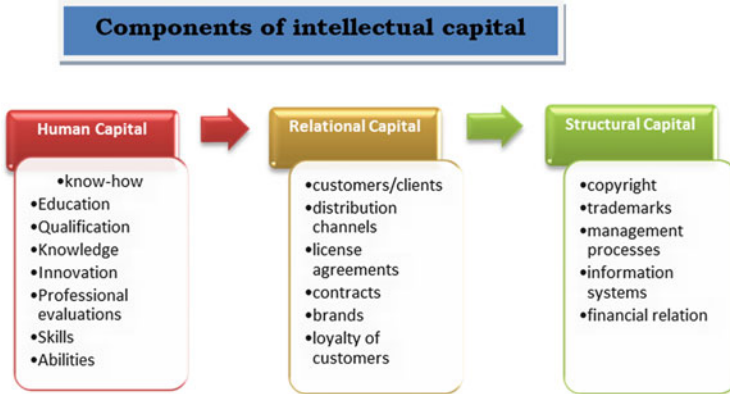 Components of intellectual capital
Human Capital
•know-how
•Education
•Qualification
•Knowledge
•Innovation
•Professional
evaluations
•Skills
•Abilities
Relational Capital
•customers/clients
•distribution
channels
•license
agreements
•contracts
•brands
•loyalty of
customers
Structural Capital
•copyright
•trademarks
•management
processes
•information
systems
•financial relation